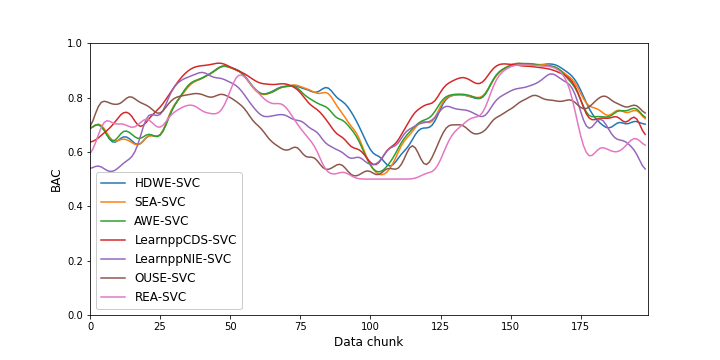 1.0
0.8
0.6
0.4
0.2
0.0
BAC
HDWE-SVC
SEA-SVC
AWE-SVC
LearnppCDS-SVC
LearnppNIE-SVC
OUSE-SVC
REA-SVC
0 25 50 75 100 125 150 175
Data chunk